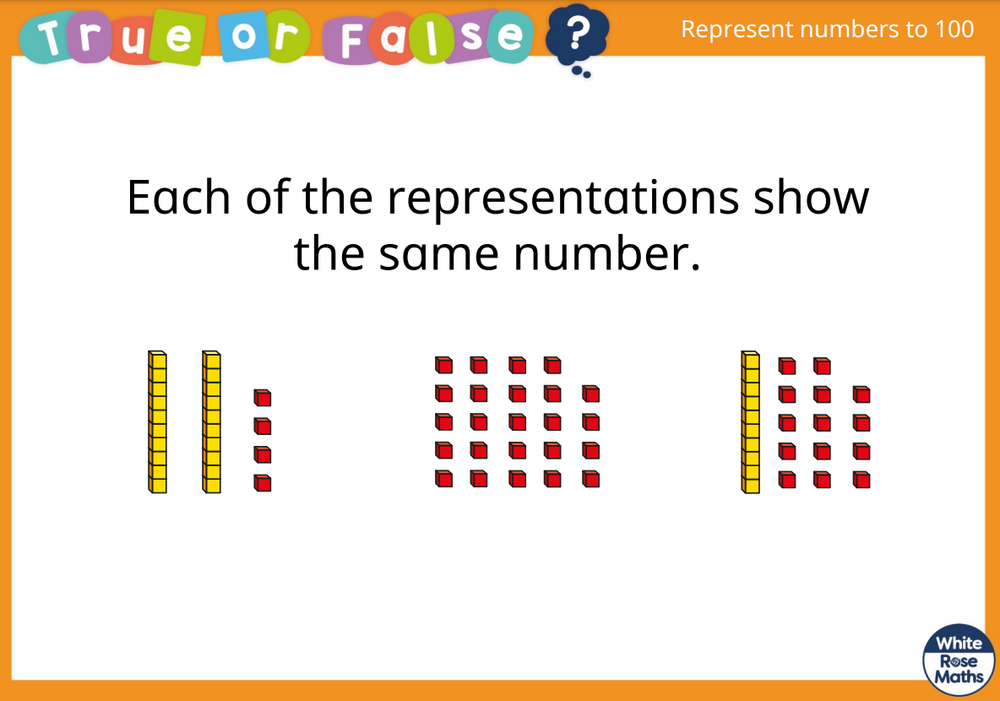 True or False ?
Represent numbers to 100
Each of the representations show
the same number.
White
Rose
Maths